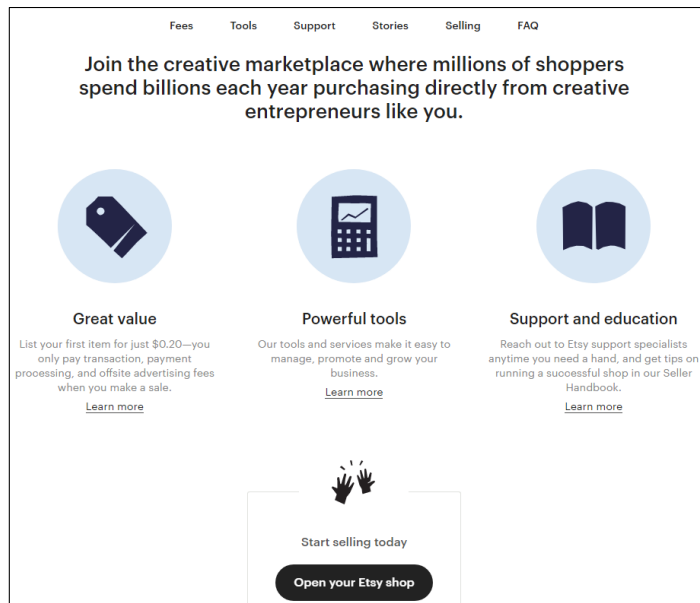 Fees Tools Support Stories Selling FAQ
Join the creative marketplace where millions of shoppers
spend billions each year purchasing directly from creative
entrepreneurs like you.
Great value
List your first item for just $0.20—you
only pay transaction, payment
processing, and offsite advertising fees
when you make a sale.
Learn more
Powerful tools
Our tools and services make it easy to
manage, promote and grow your
business.
Learn more
Support and education
Reach out to Etsy support specialists
anytime you need a hand, and get tips on
running a successful shop in our Seller
Handbook.
Learn more
Start selling today
Open your Etsy shop